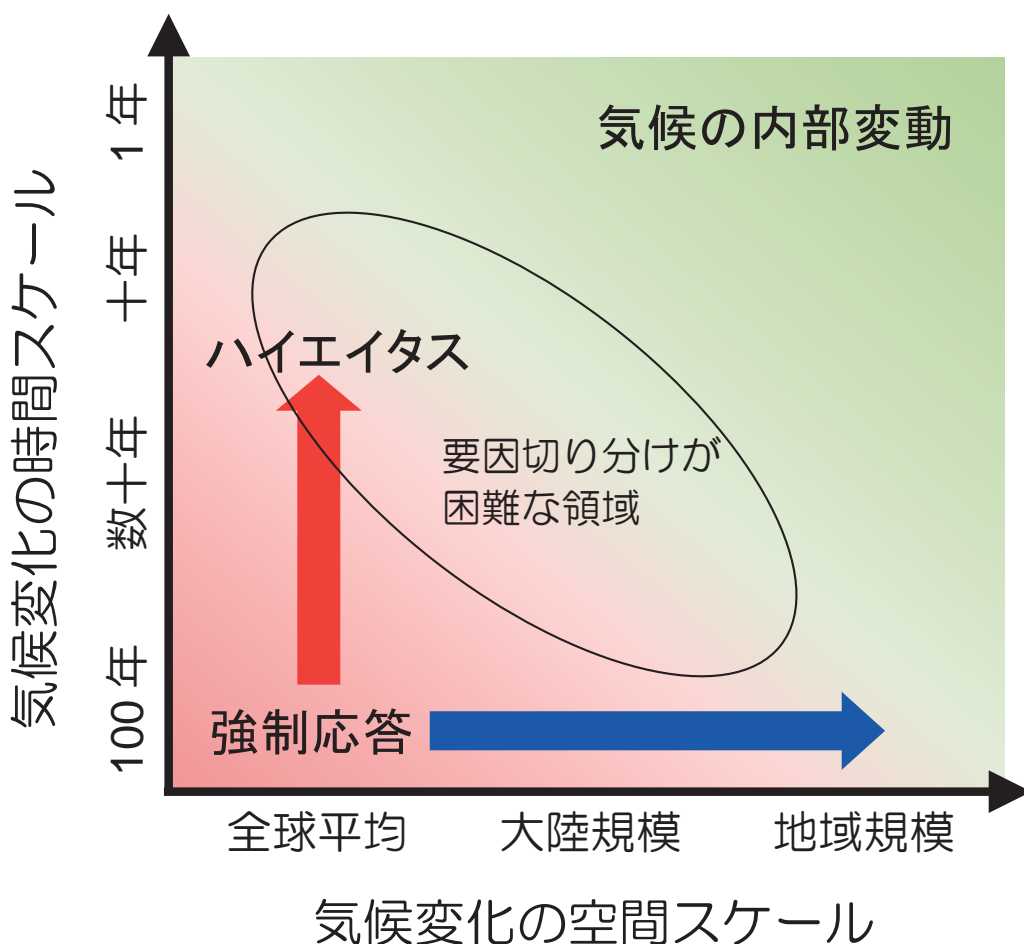 気候変化の時間スケール
1年
十年
数十年
100年
気候の内部変動
ハイエイタス
要因切り分けが
困難な領域
強制応答
全球平均
大陸規模
地域規模
気候変化の空間スケール